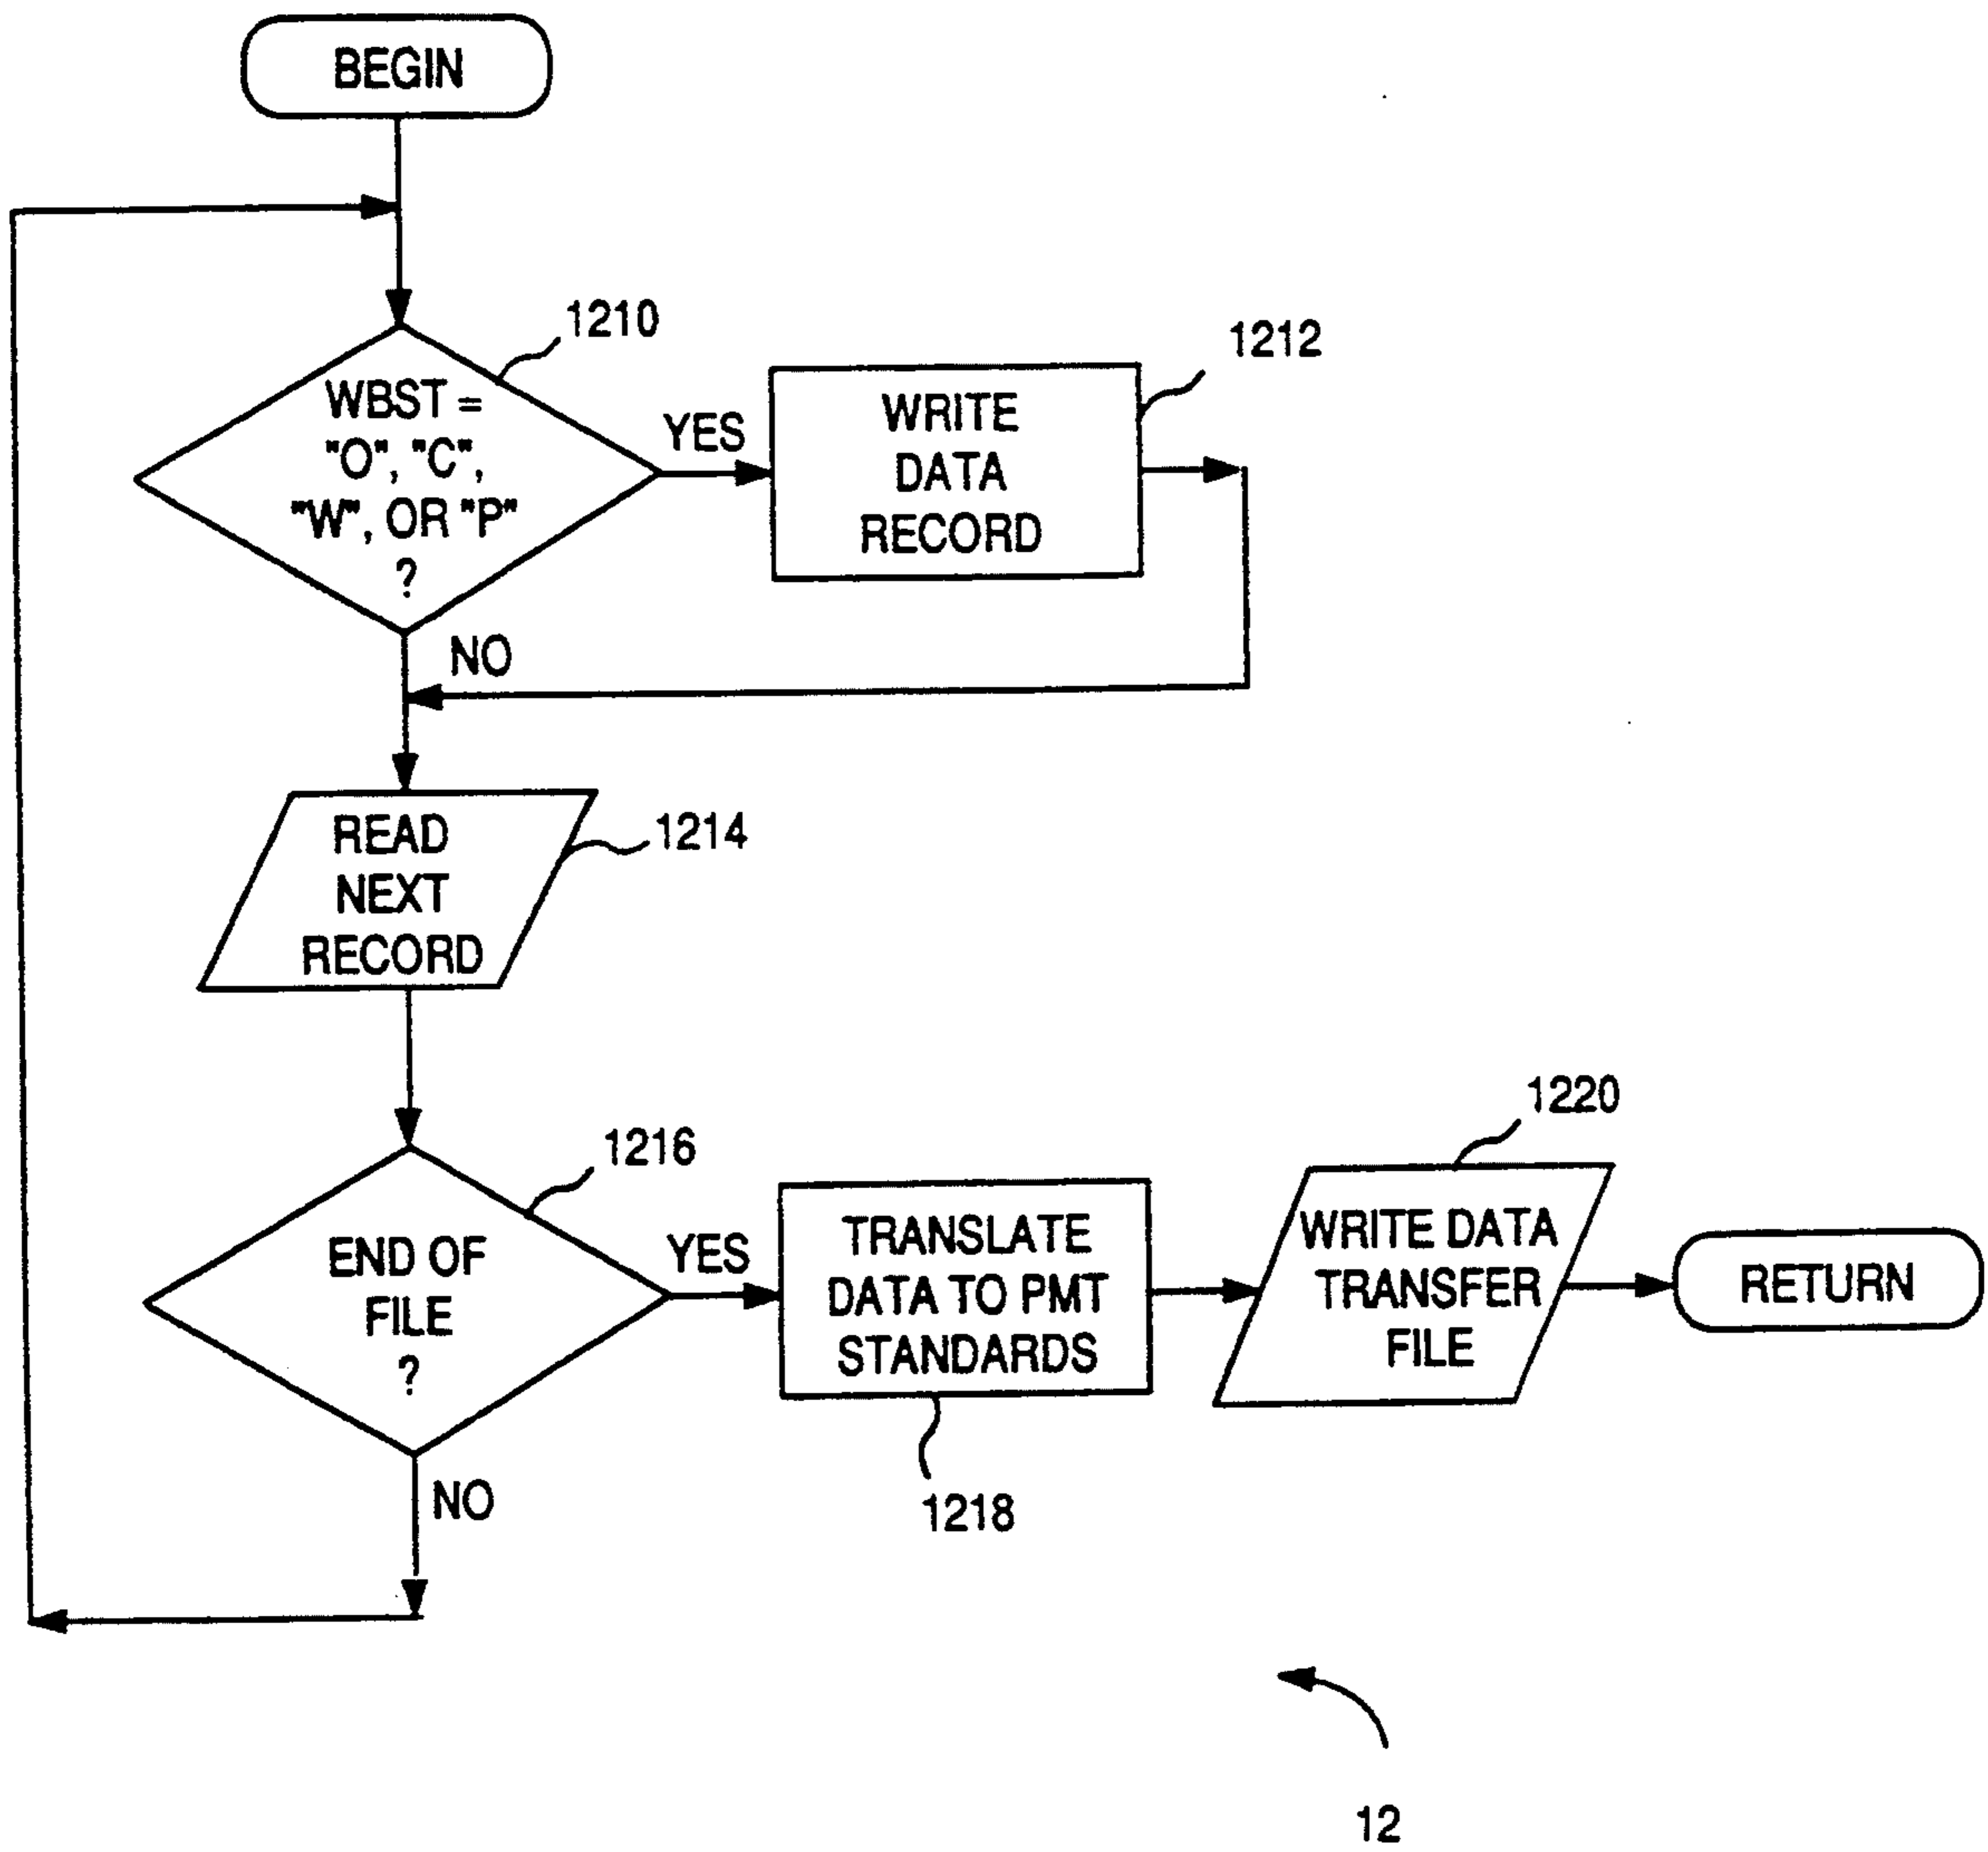 BEGIN
1210
WBST =
"O", "C",
"W", OR "P"
?
YES
1212
WRITE
DATA
RECORD
NO
READ
NEXT
RECORD
1214
1216
END OF
FILE
?
YES
TRANSLATE
DATA TO PMT
STANDARDS
1218
1220
WRITE DATA
TRANSFER
FILE
RETURN
NO
12